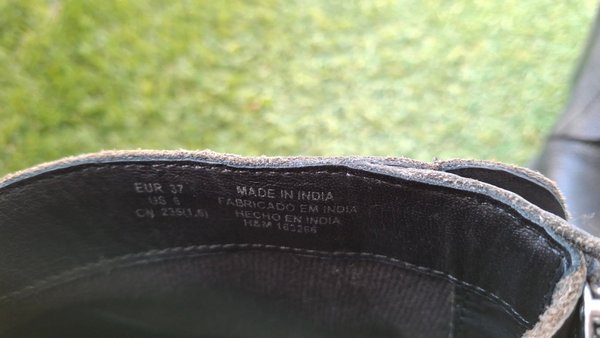 EUR 37
US 6
CN 235(1.5)
MADE IN INDIA
FABRICADO EM INDIA
HECHO EN INDIA
H&M